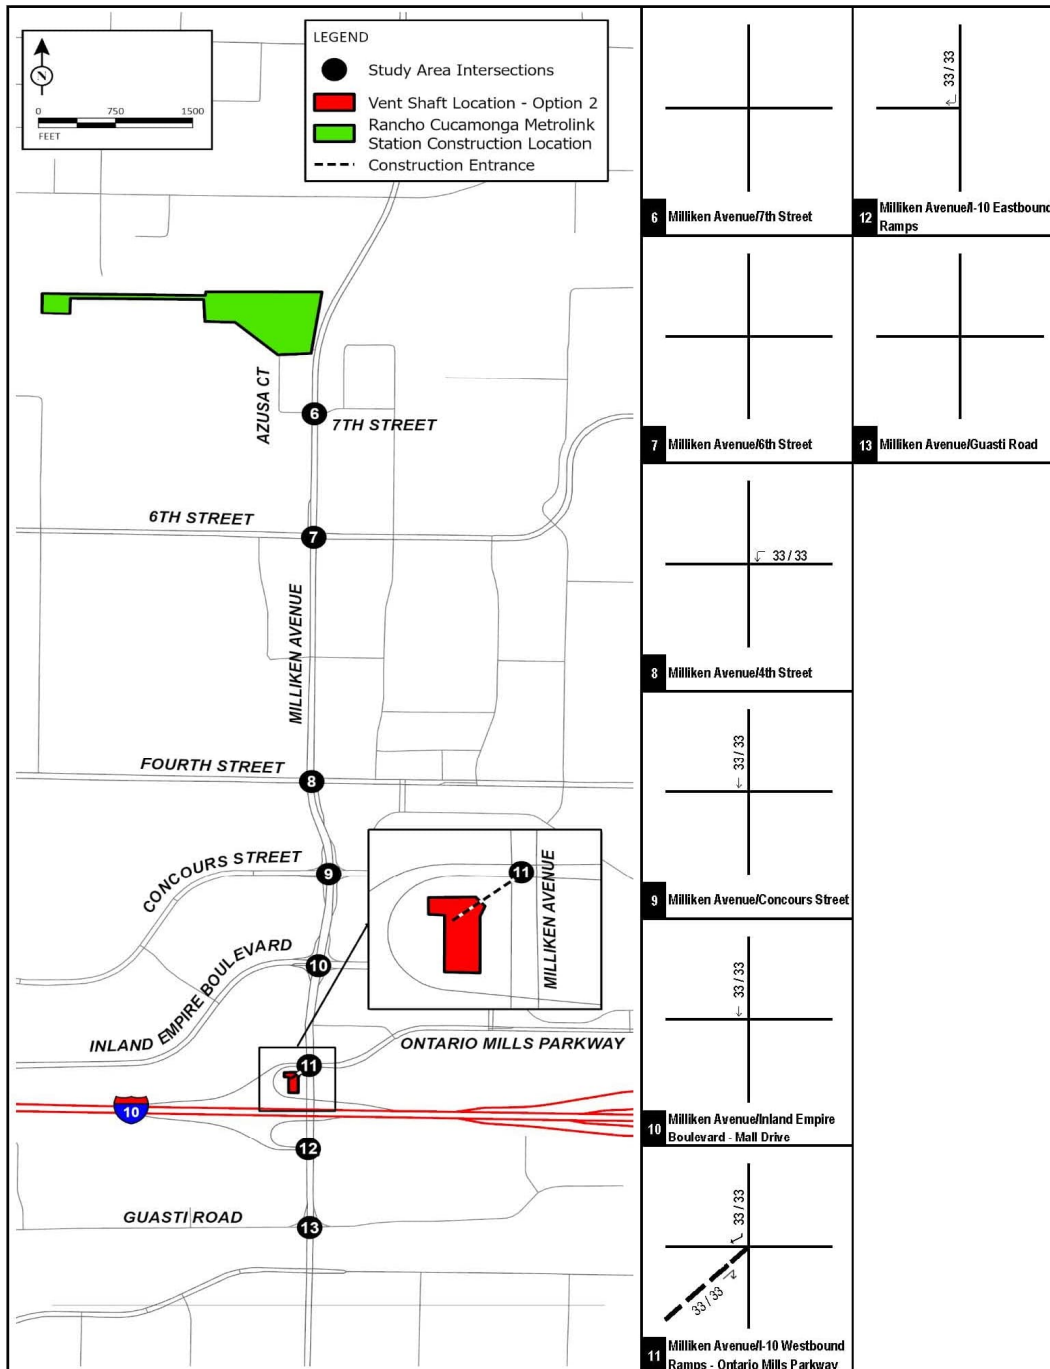 LEGEND
Study Area Intersections
Vent Shaft Location - Option 2
Rancho Cucamonga Metrolink
Station Construction Location
Construction Entrance
N
0 750 1500
FEET
AZUSA CT
6
7TH STREET
6TH STREET
7
MILLIKEN AVENUE
FOURTH STREET
8
CONCOURS STREET
9
11
MILLIKEN AVENUE
INLAND EMPIRE BOULEVARD
10
ONTARIO MILLS PARKWAY
11
10
12
GUASTI ROAD
13
6 Milliken Avenue/7th Street
33 / 33
12 Milliken Avenue/I-10 Eastbound
Ramps
7 Milliken Avenue/6th Street
13 Milliken Avenue/Guasti Road
33 / 33
8 Milliken Avenue/4th Street
33 / 33
9 Milliken Avenue/Concours Street
33 / 33
10 Milliken Avenue/Inland Empire
Boulevard - Mall Drive
33 / 33
33 / 33
11 Milliken Avenue/I-10 Westbound
Ramps - Ontario Mills Parkway